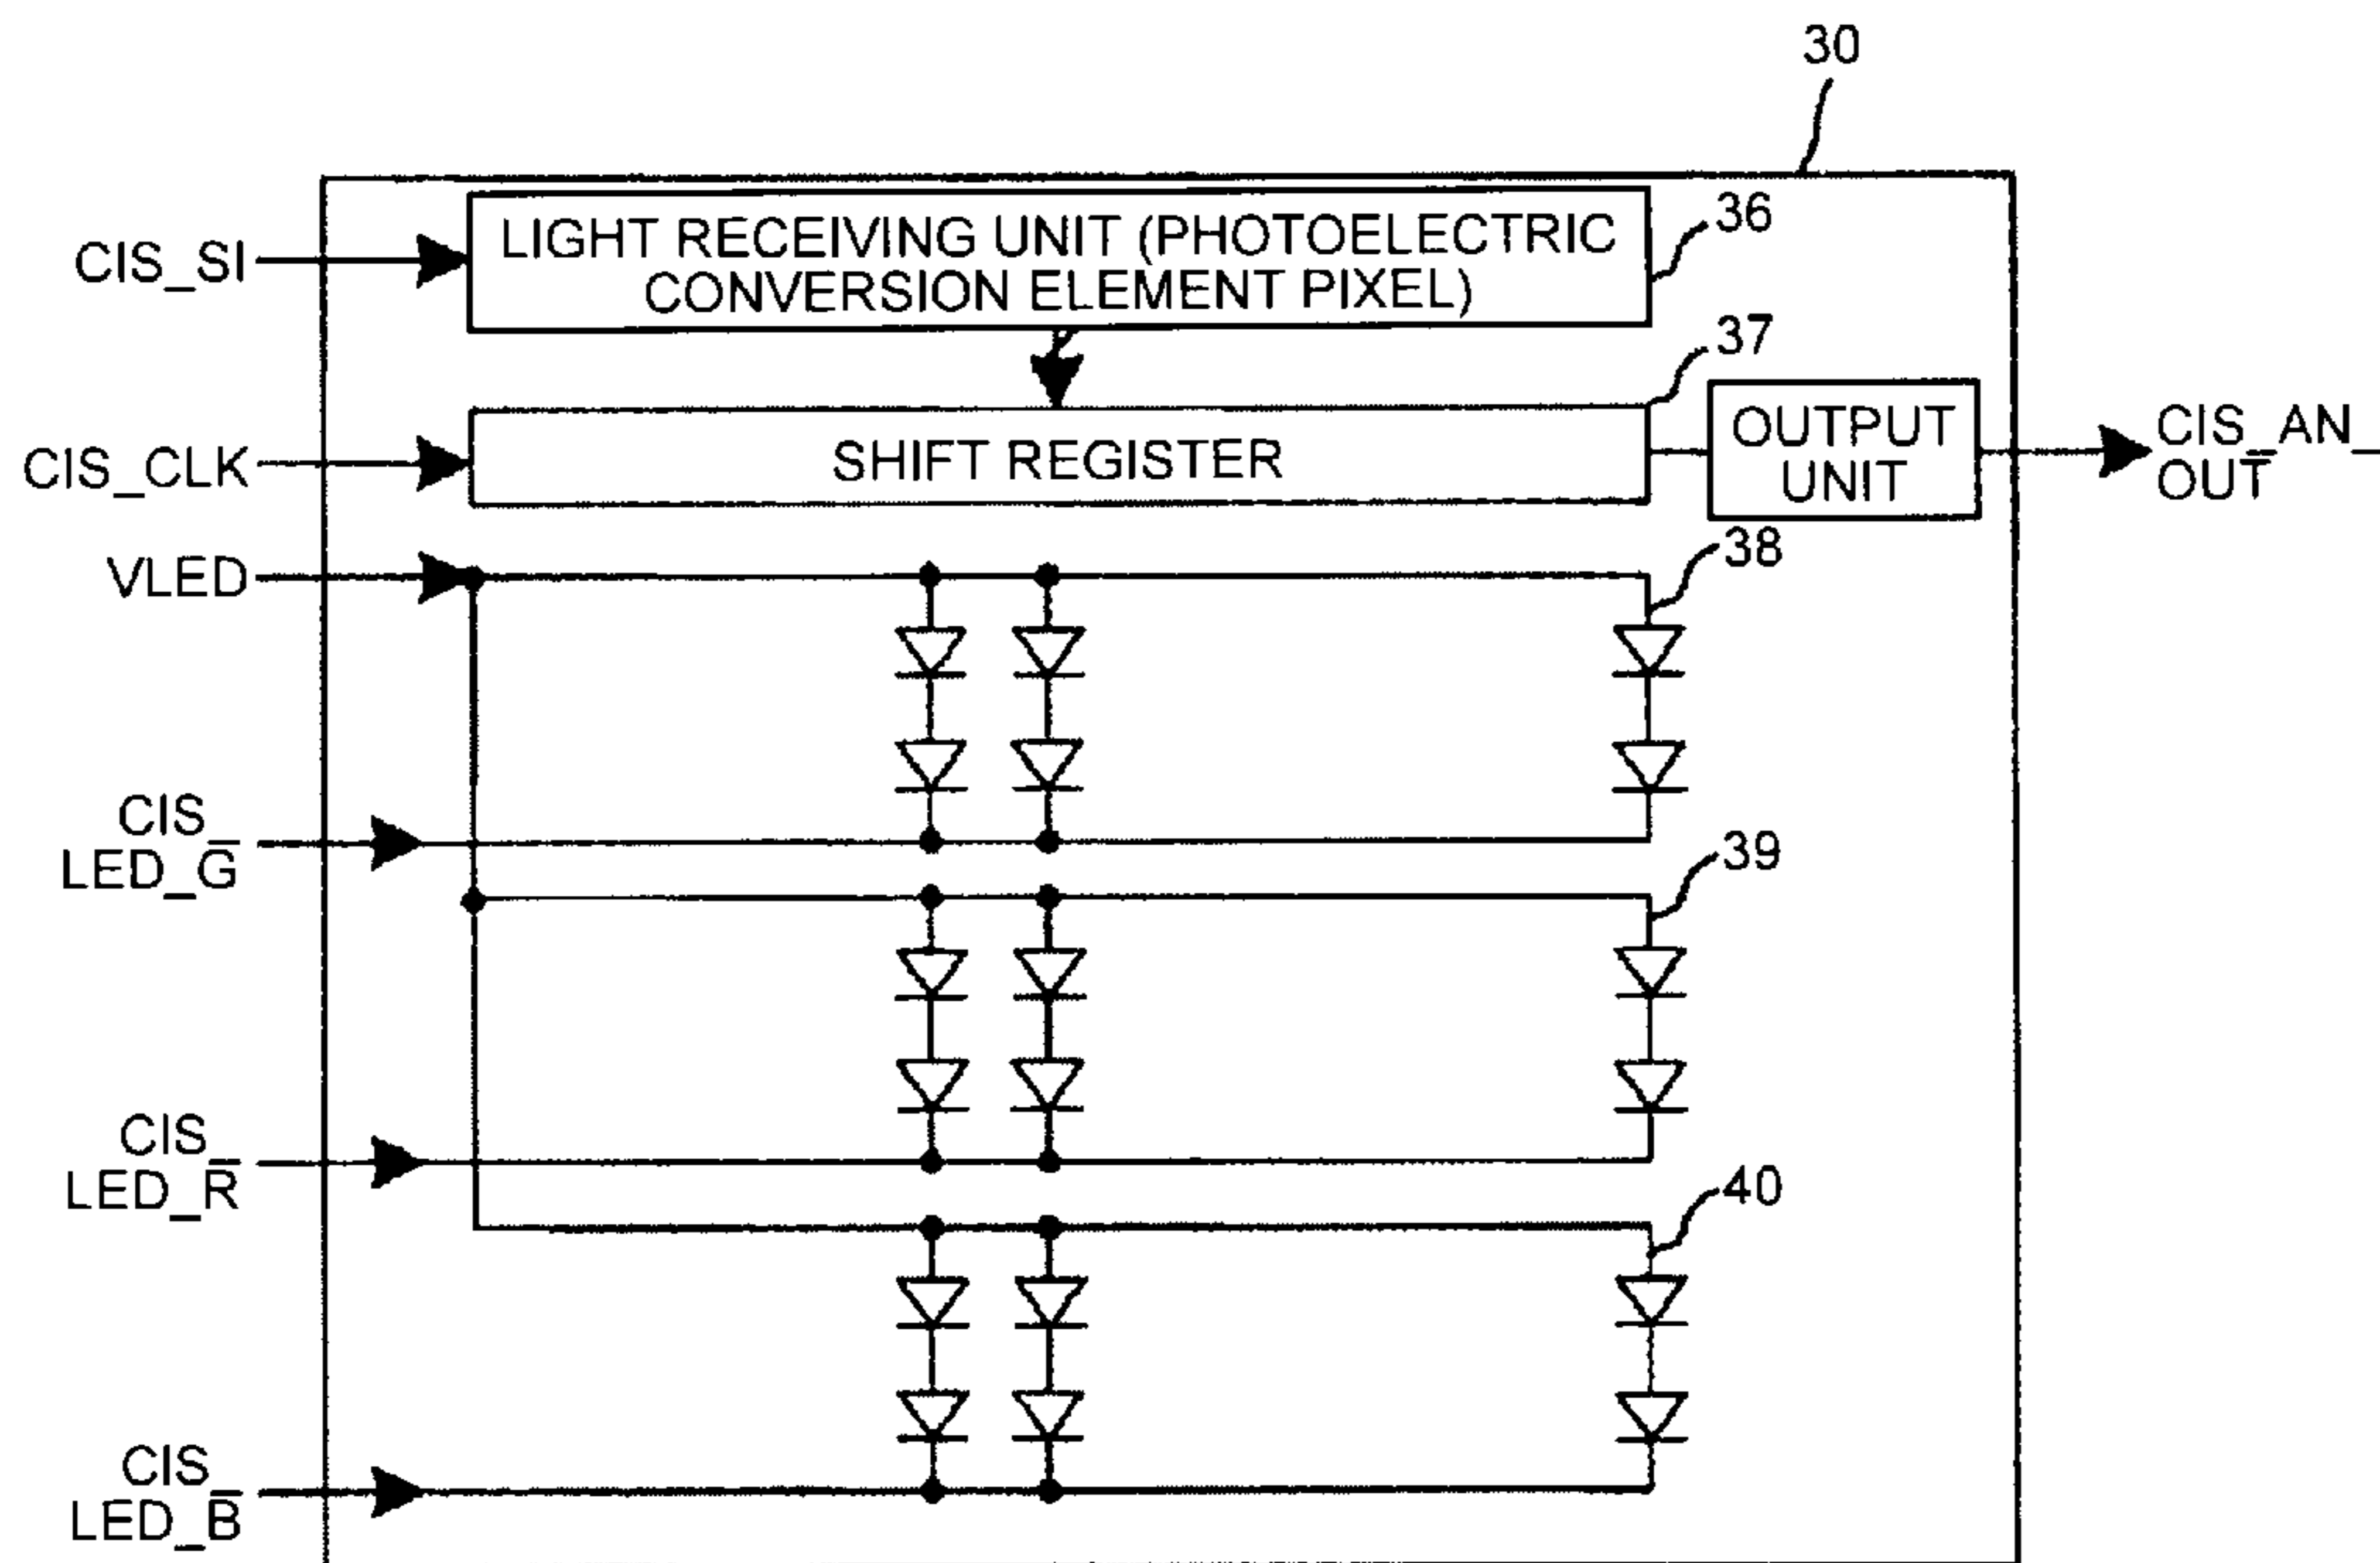 30
CIS_SI
LIGHT RECEIVING UNIT (PHOTOELECTRIC
CONVERSION ELEMENT PIXEL)
36
37
CIS_CLK
SHIFT REGISTER
OUTPUT
UNIT
CIS_AN_
OUT
VLED
38
CIS_
LED_G
39
CIS_
LED_R
40
CIS_
LED_B